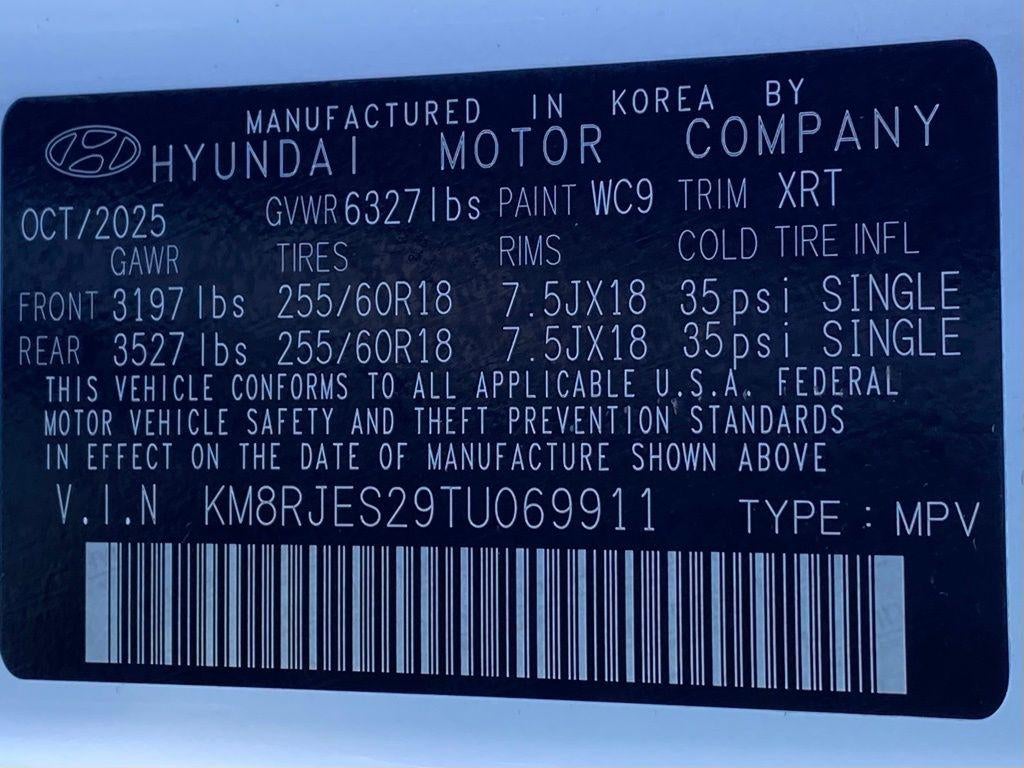 MANUFACTURED IN KOREA BY
HYUNDAI MOTOR COMPANY
OCT/2025 GVWR 6327lbs PAINT WC9 TRIM XRT
GAWR TIRES RIMS COLD TIRE INFL
FRONT 3197lbs 255/60R18 7.5JX18 35psi SINGLE
REAR 3527lbs 255/60R18 7.5JX18 35psi SINGLE
THIS VEHICLE CONFORMS TO ALL APPLICABLE U.S.A. FEDERAL
MOTOR VEHICLE SAFETY AND THEFT PREVENTION STANDARDS
IN EFFECT ON THE DATE OF MANUFACTURE SHOWN ABOVE
V.I.N KM8RJES29TU069911 TYPE : MPV